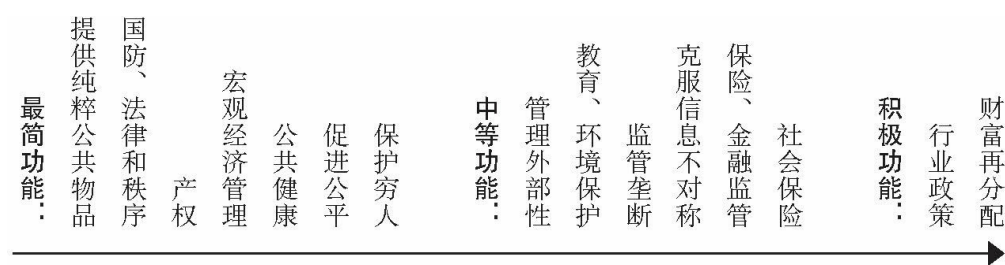 最简功能：
提供纯粹公共物品
国防、法律和秩序
产权
宏观经济管理
公共健康
促进公平
保护穷人
中等功能：
管理外部性
教育、环境保护
监管垄断
克服信息不对称
保险、金融监管
社会保险
积极功能：
行业政策
财富再分配